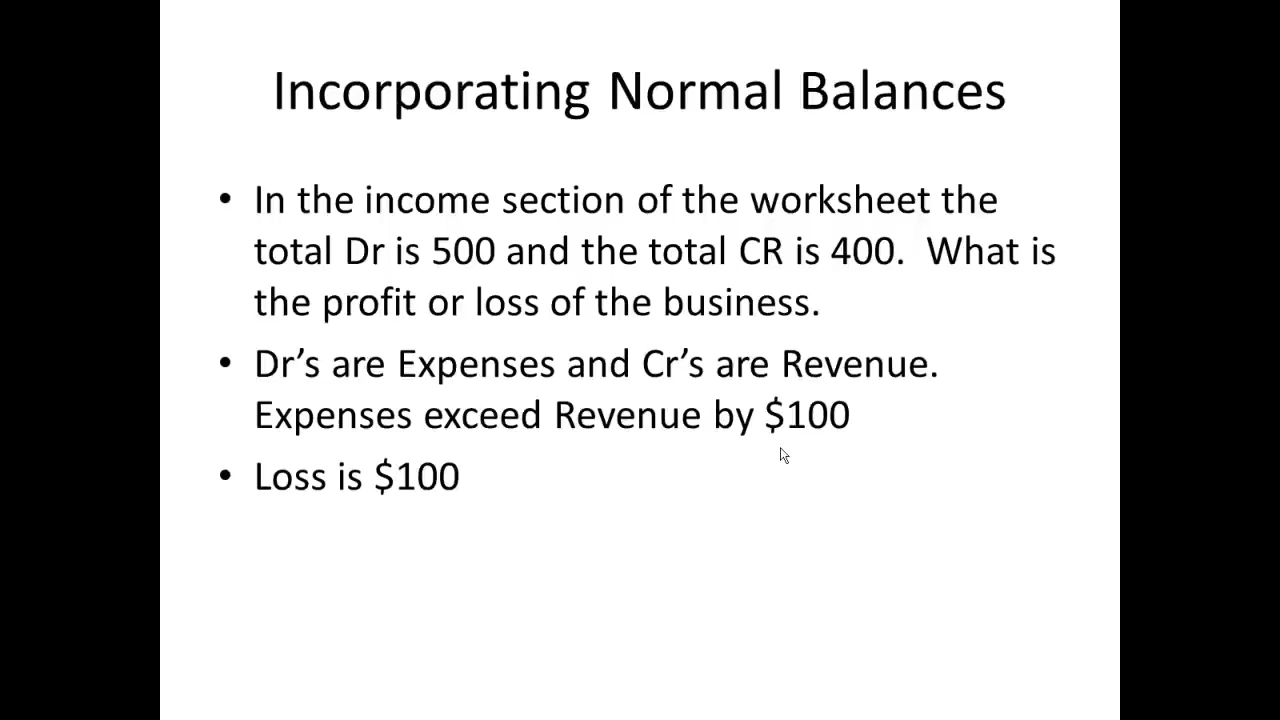 Incorporating Normal Balances
• In the income section of the worksheet the
total Dr is 500 and the total CR is 400.  What is
the profit or loss of the business.
• Dr’s are Expenses and Cr’s are Revenue.
Expenses exceed Revenue by $100
• Loss is $100